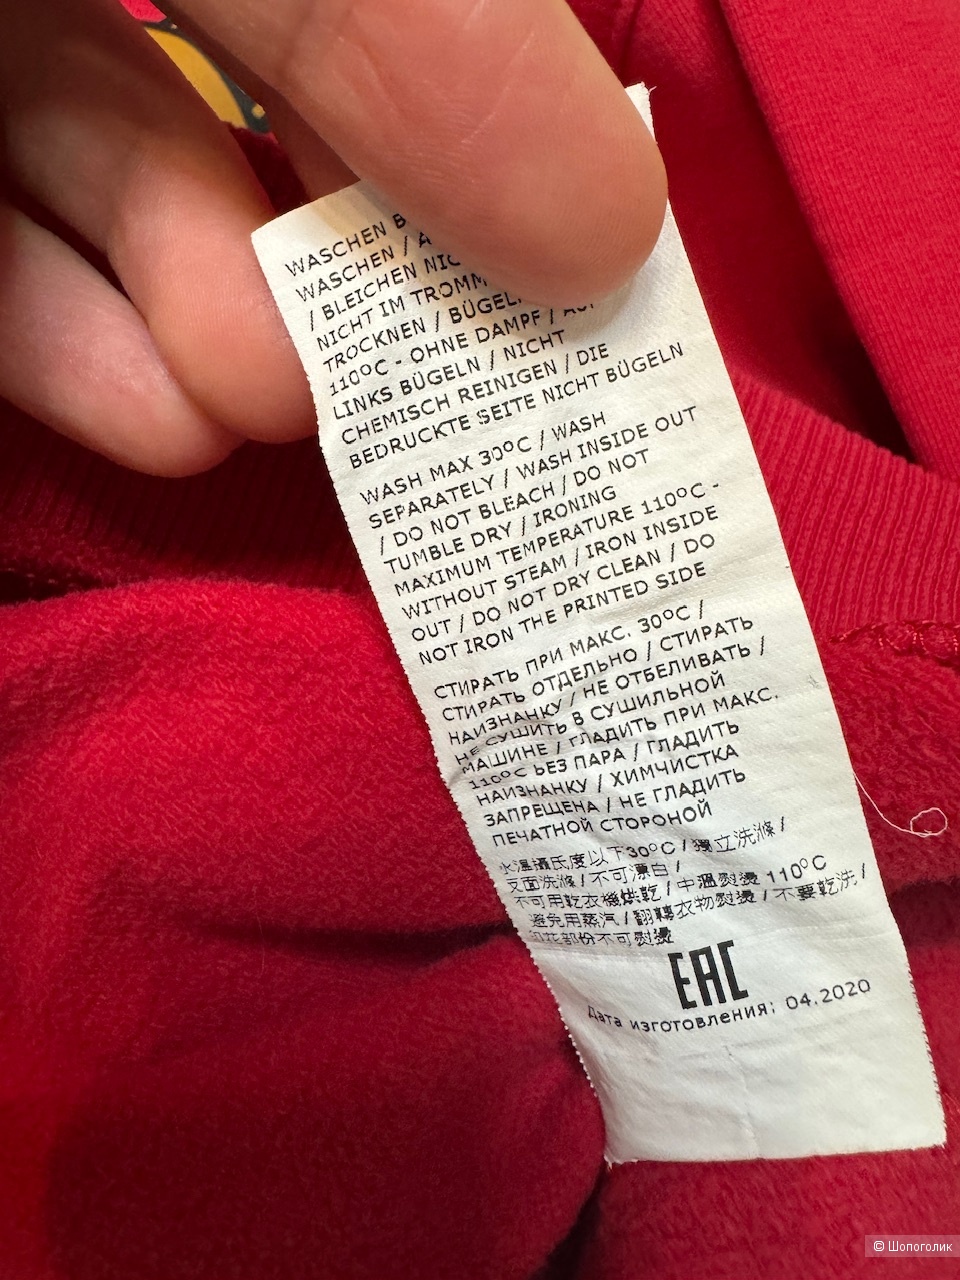 WASCHEN
WASCHEN /
/ BLEICHEN
NICHT IM
TROCKNEN /
110°C - OHNE DAMPF /
LINKS BÜGELN / NICHT
CHEMISCH REINIGEN / DIE
BEDRUCKTE SEITE NICHT BÜGELN
WASH MAX 30°C / WASH
SEPARATELY / WASH INSIDE OUT
/ DO NOT BLEACH / DO NOT
TUMBLE DRY / IRONING
MAXIMUM TEMPERATURE 110°C -
WITHOUT STEAM / IRON INSIDE
OUT / DO NOT DRY CLEAN / DO
NOT IRON THE PRINTED SIDE
СТИРАТЬ ПРИ МАКС. 30°C /
СТИРАТЬ ОТДЕЛЬНО / СТИРАТЬ
НАИЗНАНКУ / НЕ ОТБЕЛИВАТЬ /
НЕ СУШИТЬ В СУШИЛЬНОЙ
МАШИНЕ / ГЛАДИТЬ ПРИ МАКС.
110°C БЕЗ ПАРА / ГЛАДИТЬ
НАИЗНАНКУ / ХИМЧИСТКА
ЗАПРЕЩЕНА / НЕ ГЛАДИТЬ
ПЕЧАТНОЙ СТОРОНОЙ
水温攝氏度以下30°C / 獨立洗滌 /
反面洗滌 / 不可漂白 /
不可用乾衣機烘乾 / 中溫熨燙 110°C
避免用蒸汽 / 翻轉衣物熨燙 / 不要乾洗 /
印花部份不可熨燙
EAC
Дата изготовления: 04.2020
© Шопоголик